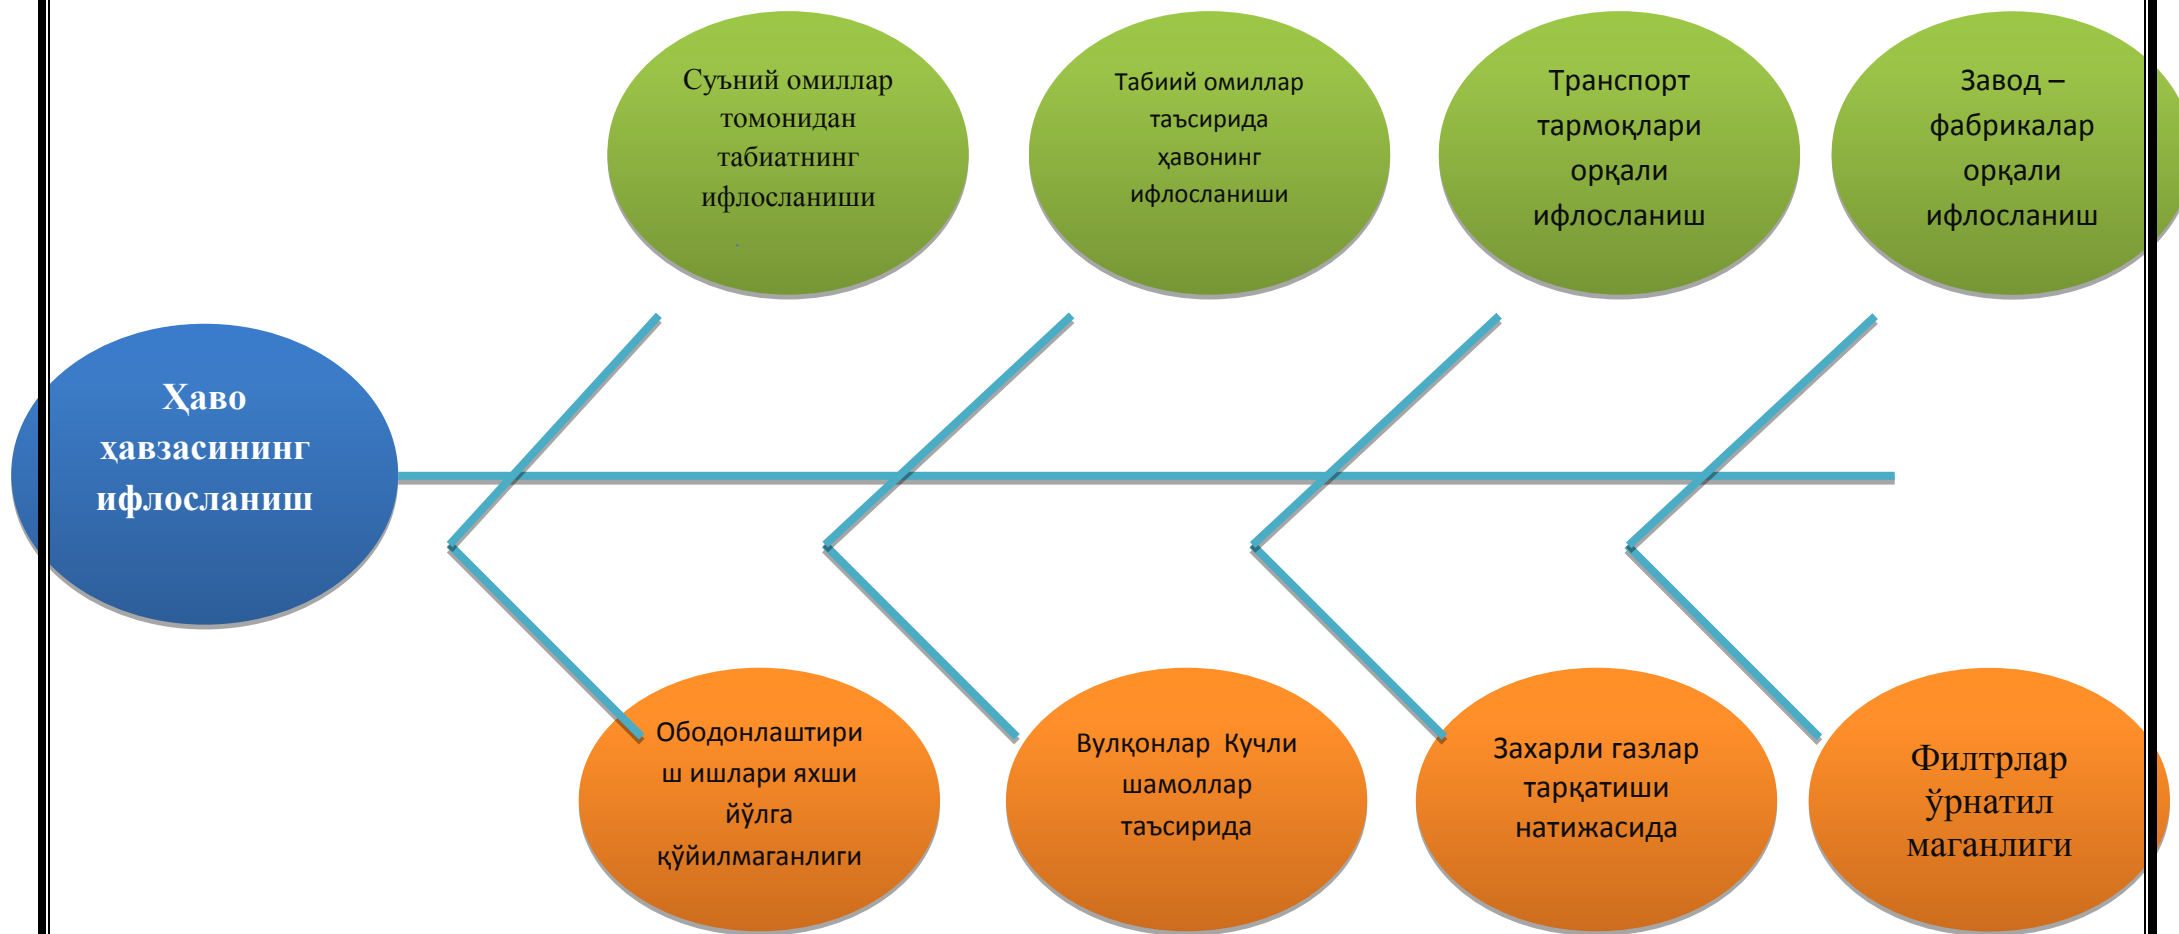 Суъний омиллар
томонидан
табиатнинг
ифлосланиши
.
Табиий омиллар
таъсирида
ҳавонинг
ифлосланиши
Транспорт
тармоқлари
орқали
ифлосланиш
Завод –
фабрикалар
орқали
ифлосланиш
Ҳаво
ҳавзасининг
ифлосланиш
Ободонлаштири
ш ишлари яхши
йўлга
қўйилмаганлиги
Вулқонлар Кучли
шамоллар
таъсирида
Захарли газлар
тарқатиши
натижасида
Филтрлар
ўрнатил
маганлиги